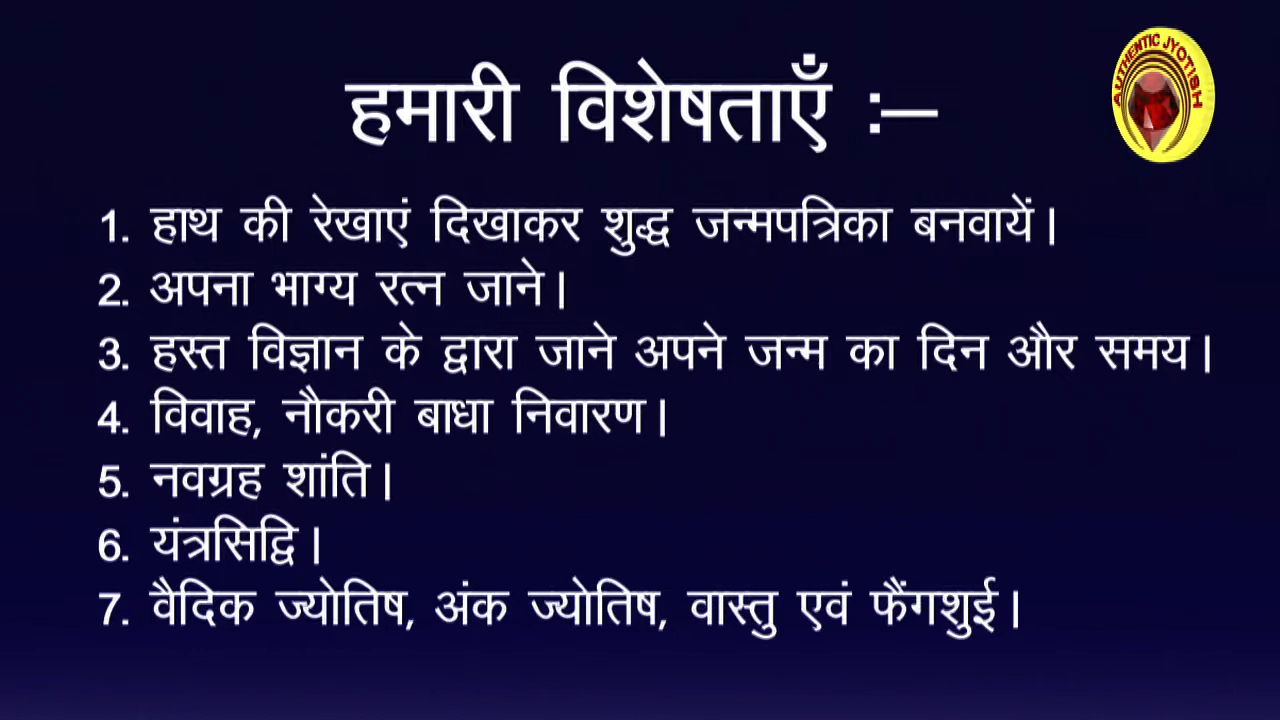 हमारी विशेषताएँ :–
AUTHENTIC JYOTISH
1. हाथ की रेखाएं दिखाकर शुद्ध जन्मपत्रिका बनवायें।
2. अपना भाग्य रत्न जाने।
3. हस्त विज्ञान के द्वारा जाने अपने जन्म का दिन और समय।
4. विवाह, नौकरी बाधा निवारण।
5. नवग्रह शांति।
6. यंत्रसिद्वि।
7. वैदिक ज्योतिष, अंक ज्योतिष, वास्तु एवं फैंगशुई।